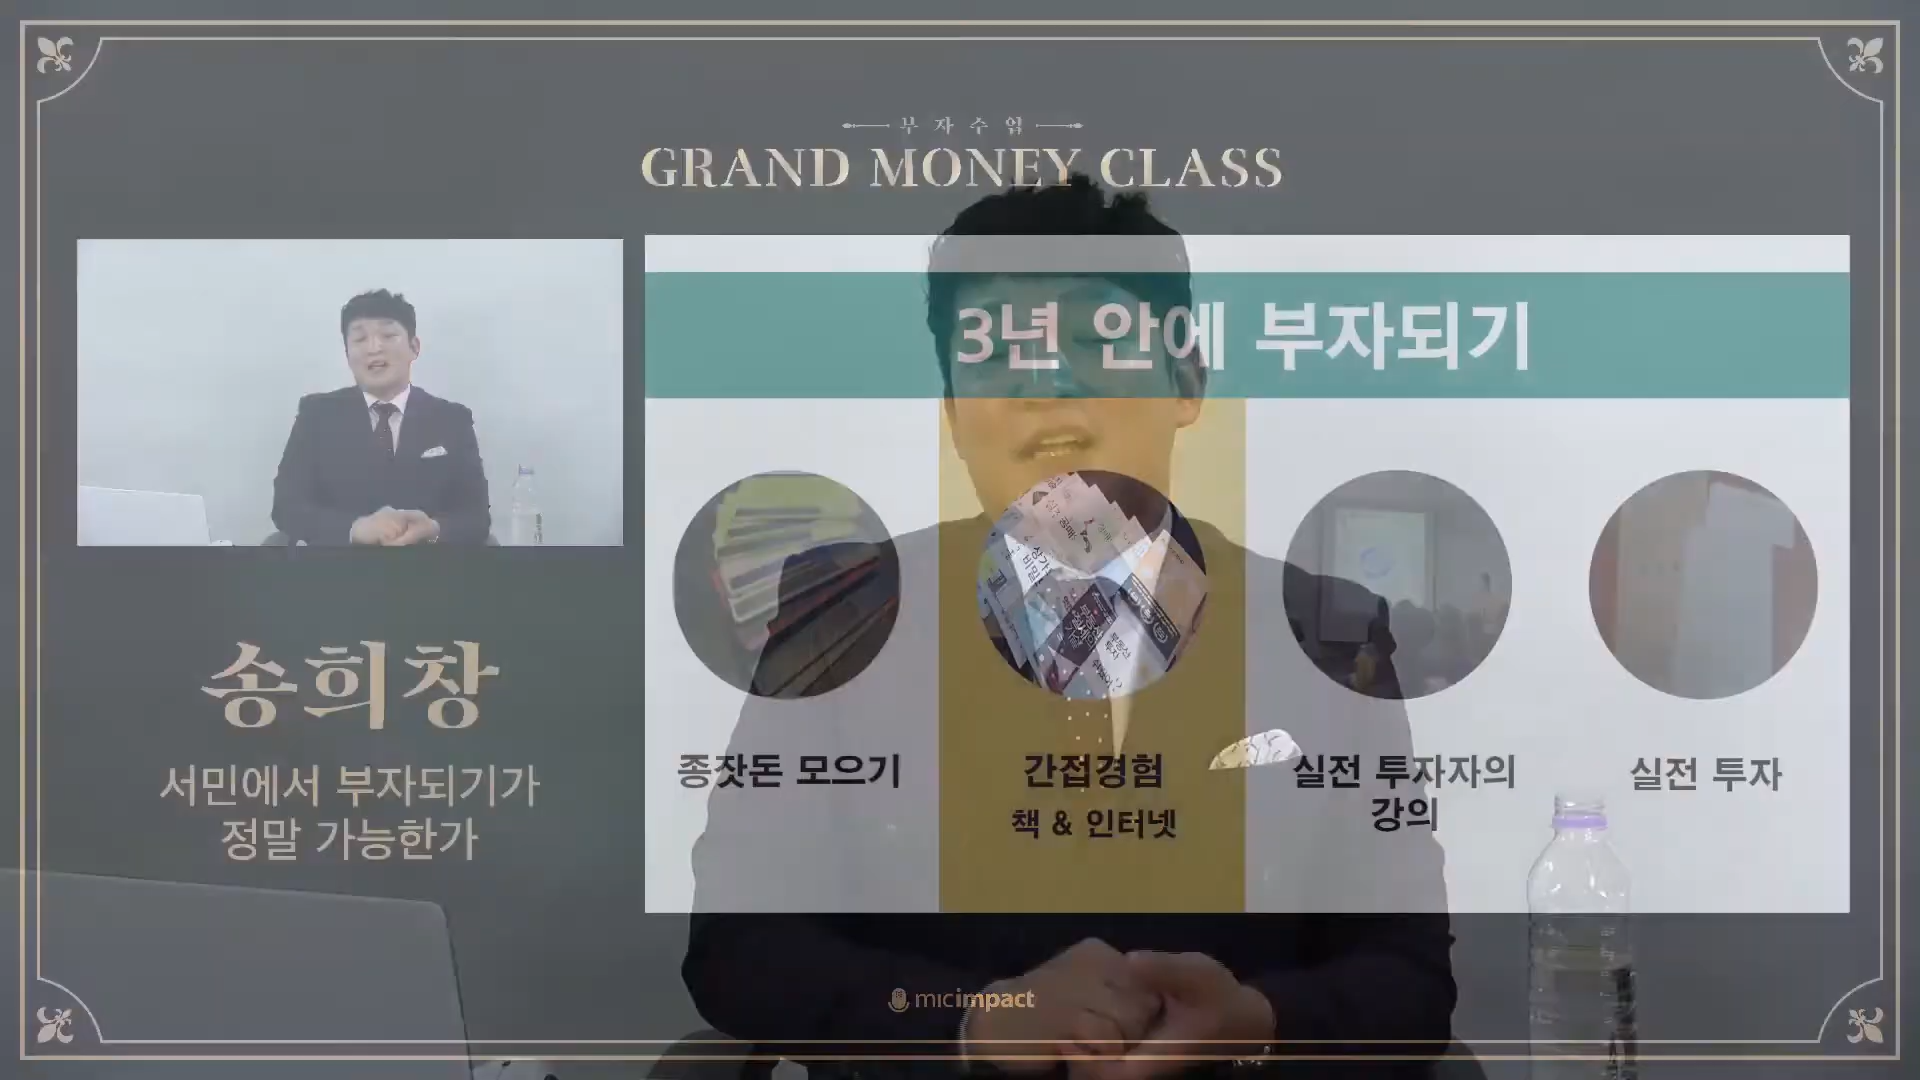 부자수업
GRAND MONEY CLASS
3년 안에 부자되기
종잣돈 모으기
간접경험
책 & 인터넷
실전 투자자의
강의
실전 투자
송희창
서민에서 부자되기가
정말 가능한가
micimpact